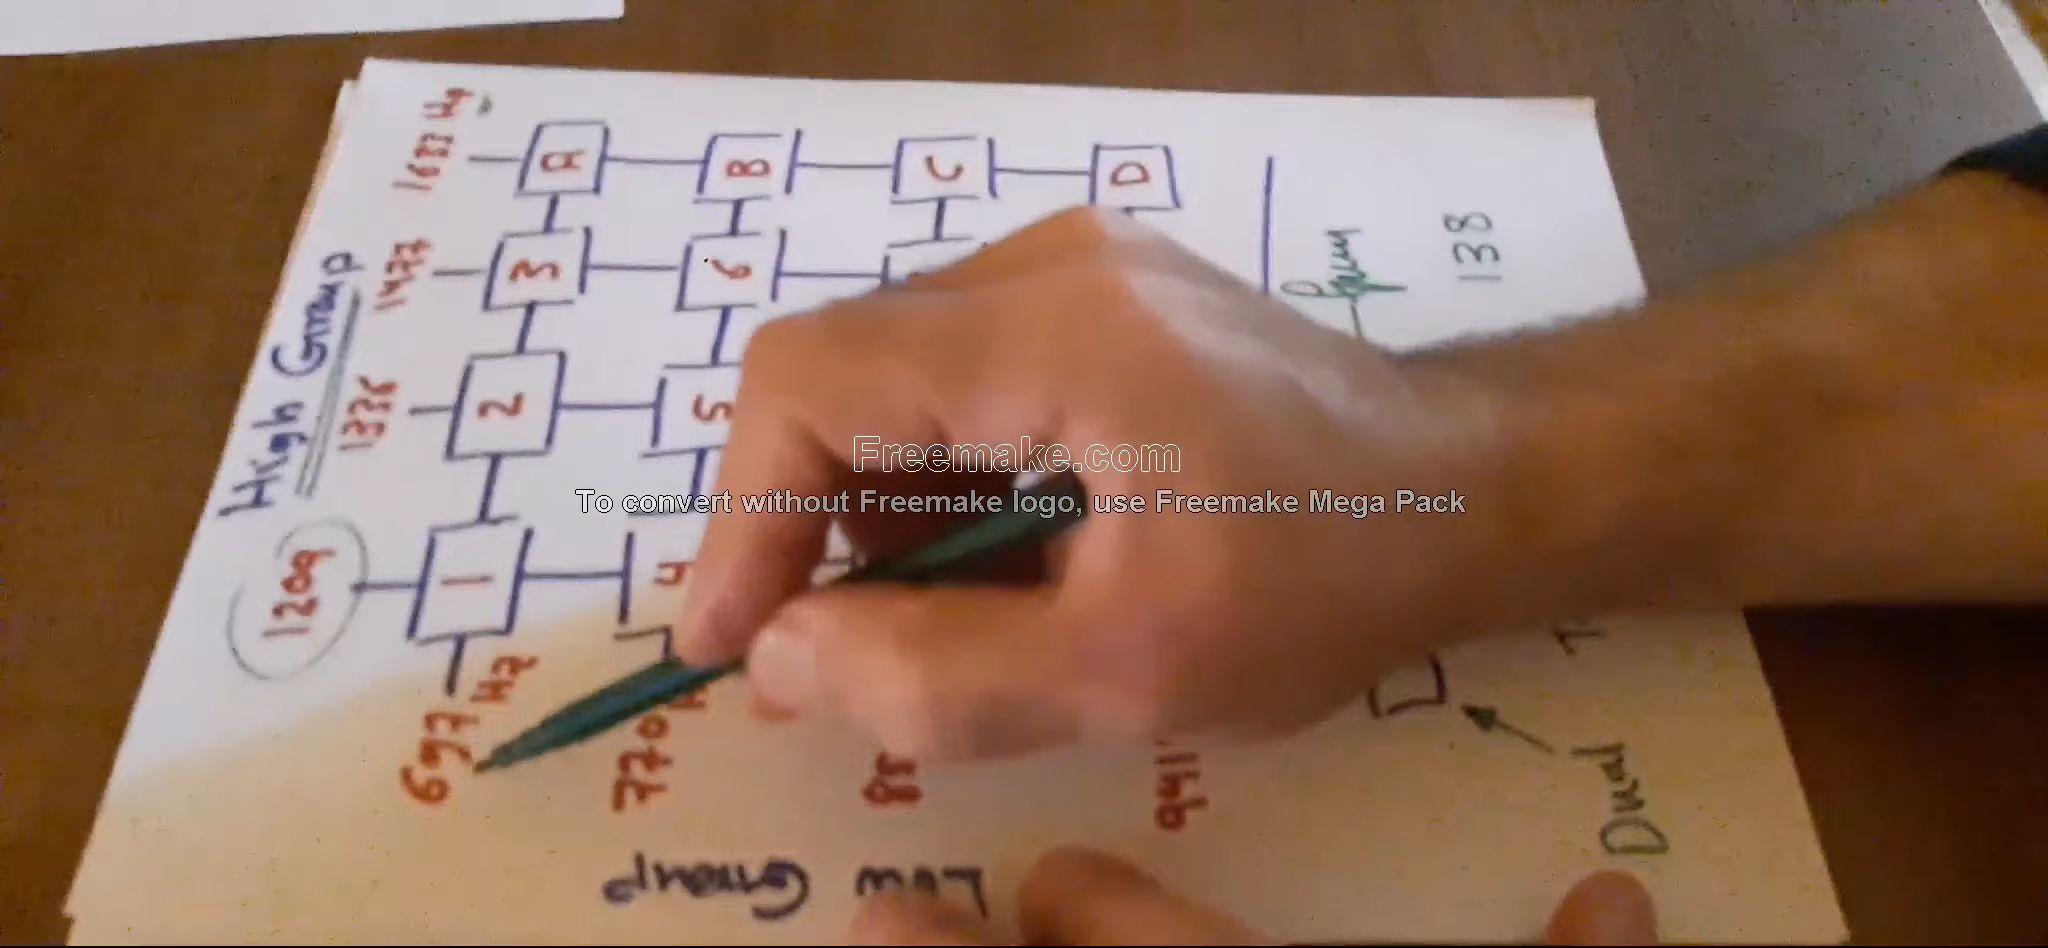 High Group
1209
1336
1477
1633 Hz
697 Hz
1
2
3
A
770
4
5
6
B
C
941
D
Low Group
Dual
138
Freemake.com
To convert without Freemake logo, use Freemake Mega Pack